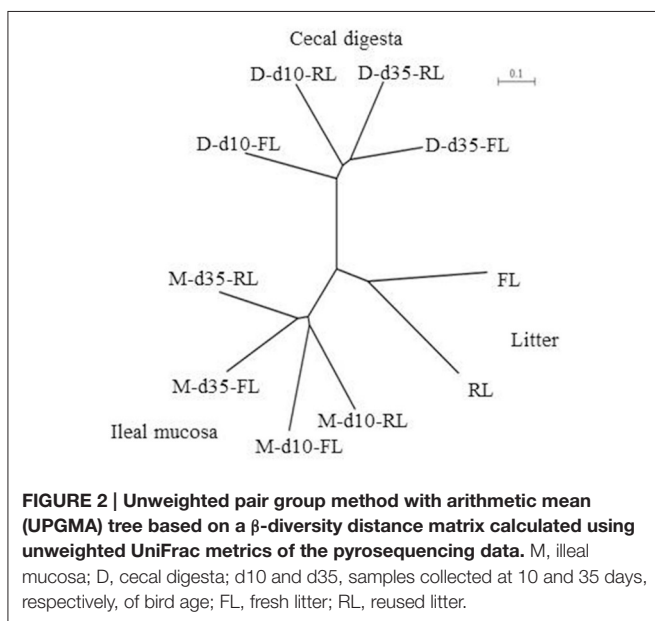 Cecal digesta
D-d10-RL D-d35-RL
0.1
D-d10-FL
D-d35-FL
M-d35-RL
FL
Litter
M-d35-FL
RL
M-d10-RL
Ileal mucosa
M-d10-FL
FIGURE 2 | Unweighted pair group method with arithmetic mean
(UPGMA) tree based on a β-diversity distance matrix calculated using
unweighted UniFrac metrics of the pyrosequencing data. M, illeal
mucosa; D, cecal digesta; d10 and d35, samples collected at 10 and 35 days,
respectively, of bird age; FL, fresh litter; RL, reused litter.